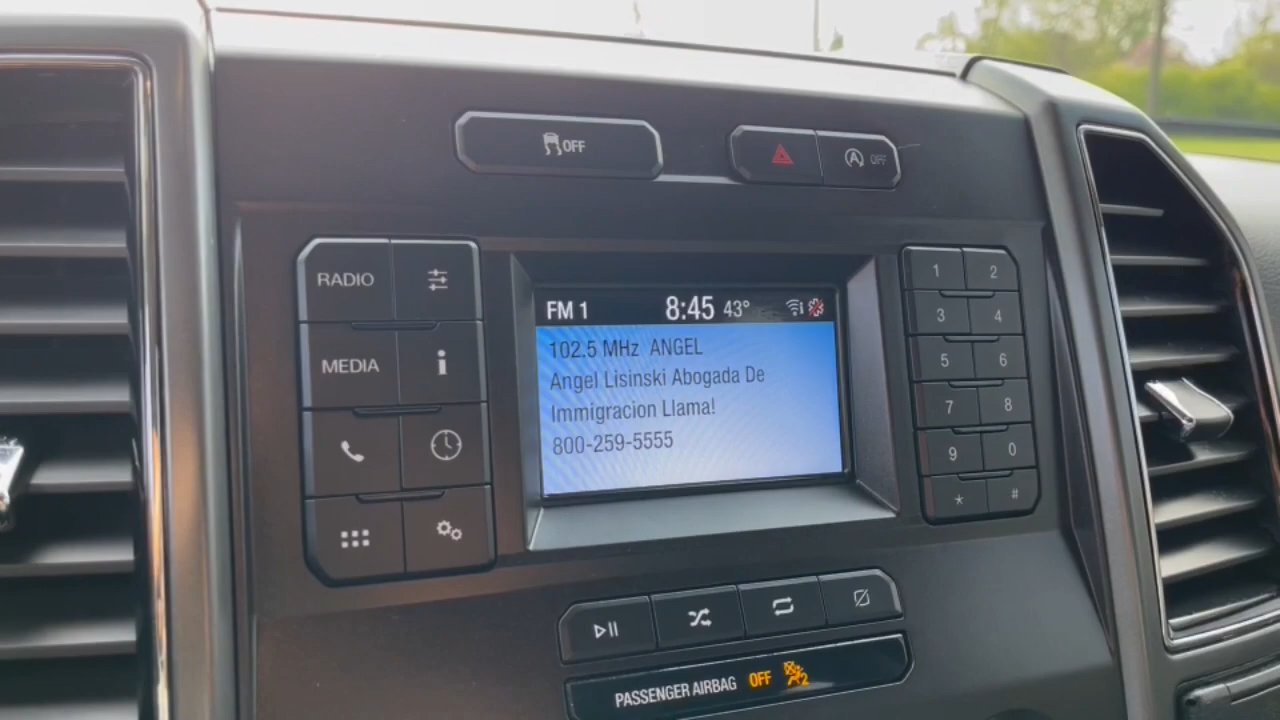 OFF
OFF
RADIO
MEDIA
FM 1 8:45 43°
102.5 MHz ANGEL
Angel Lisinski Abogada De
Immigracion Llama!
800-259-5555
1 2
3 4
5 6
7 8
9 0
* #
PASSENGER AIRBAG OFF 2